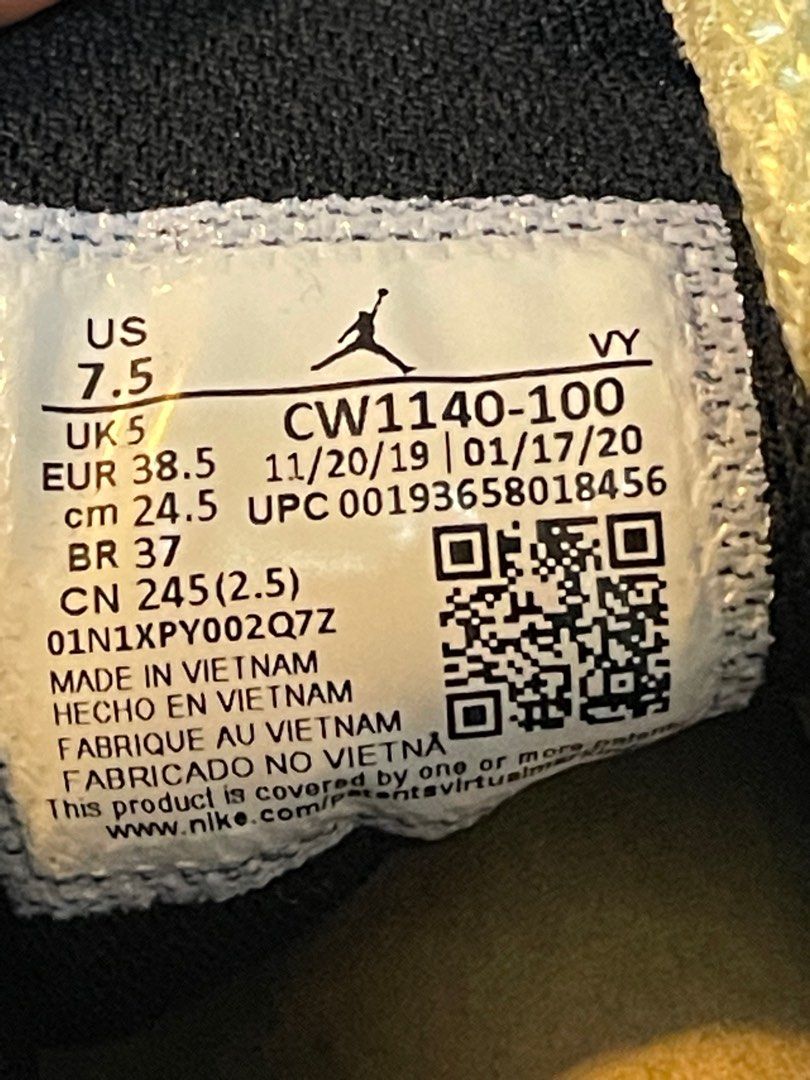 US
7.5
VY
UK 5
EUR 38.5
cm 24.5
BR 37
CN 245(2.5)
CW1140-100
11/20/19 | 01/17/20
UPC 00193658018456
01N1XPY002Q7Z
MADE IN VIETNAM
HECHO EN VIETNAM
FABRIQUE AU VIETNAM
FABRICADO NO VIETNÃ
This product is covered by one or more
www.nike.com/